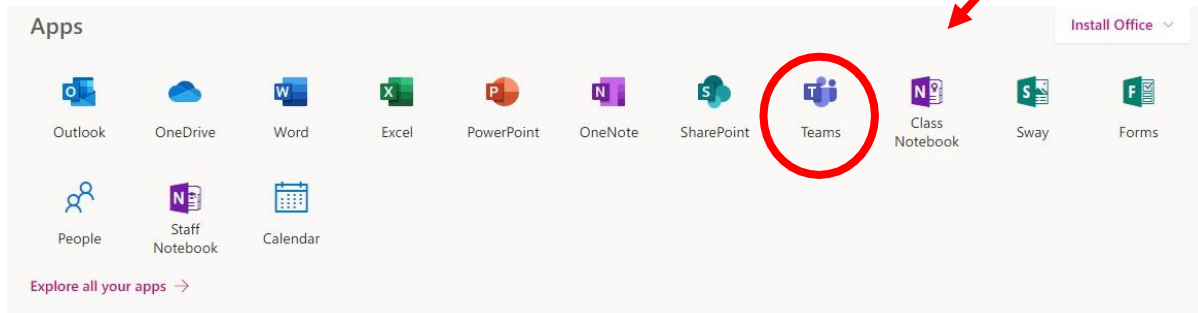 Apps
Install Office
Outlook OneDrive Word Excel PowerPoint OneNote SharePoint Teams Class Notebook Sway Forms
People Staff Notebook Calendar
Explore all your apps →